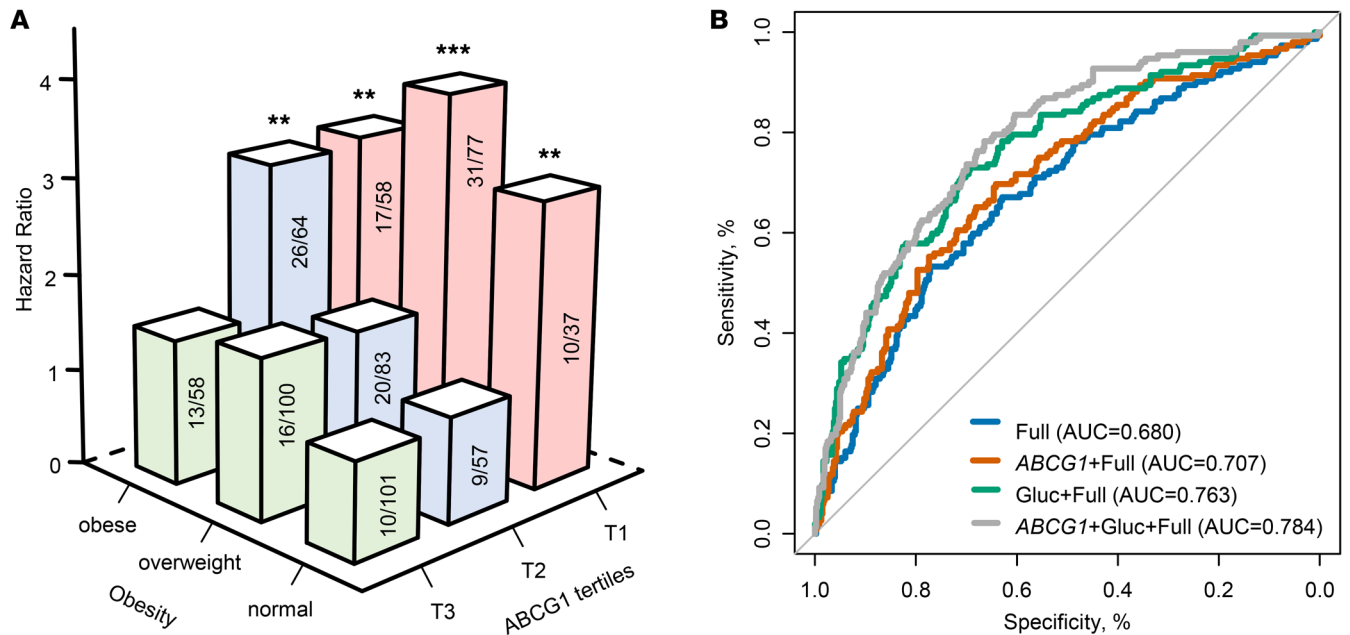 A
Hazard Ratio
4
3
2
1
0
**
**
***
**
26/64
17/58
31/77
10/37
13/58
16/100
20/83
10/101
9/57
obese
overweight
normal
Obesity
T3
T2
T1
ABCG1 tertiles
B
Sensitivity, %
1.0
0.8
0.6
0.4
0.2
0.0
Full (AUC=0.680)
ABCG1+Full (AUC=0.707)
Gluc+Full (AUC=0.763)
ABCG1+Gluc+Full (AUC=0.784)
1.0 0.8 0.6 0.4 0.2 0.0
Specificity, %